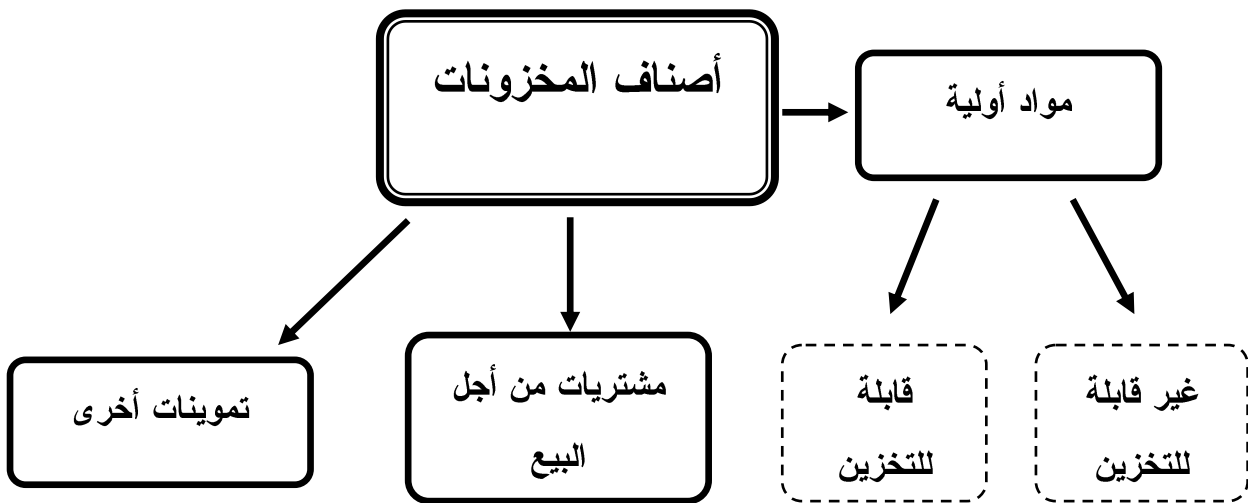 أصناف المخزونات
مواد أولية
غير قابلة
للتخزين
قابلة
للتخزين
مشتريات من أجل
البيع
تموينات أخرى